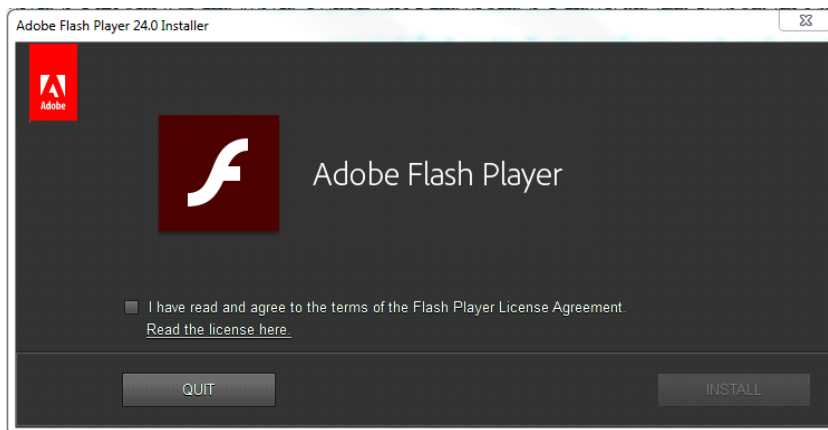 Adobe Flash Player 24.0 Installer
Adobe
Adobe Flash Player
I have read and agree to the terms of the Flash Player License Agreement.
Read the license here.
QUIT
INSTALL